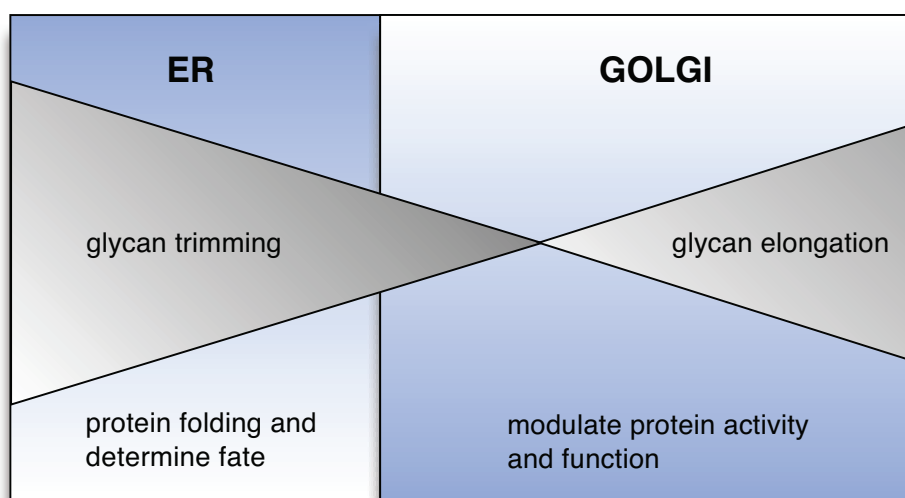 ER
GOLGI
glycan trimming
glycan elongation
protein folding and
determine fate
modulate protein activity
and function